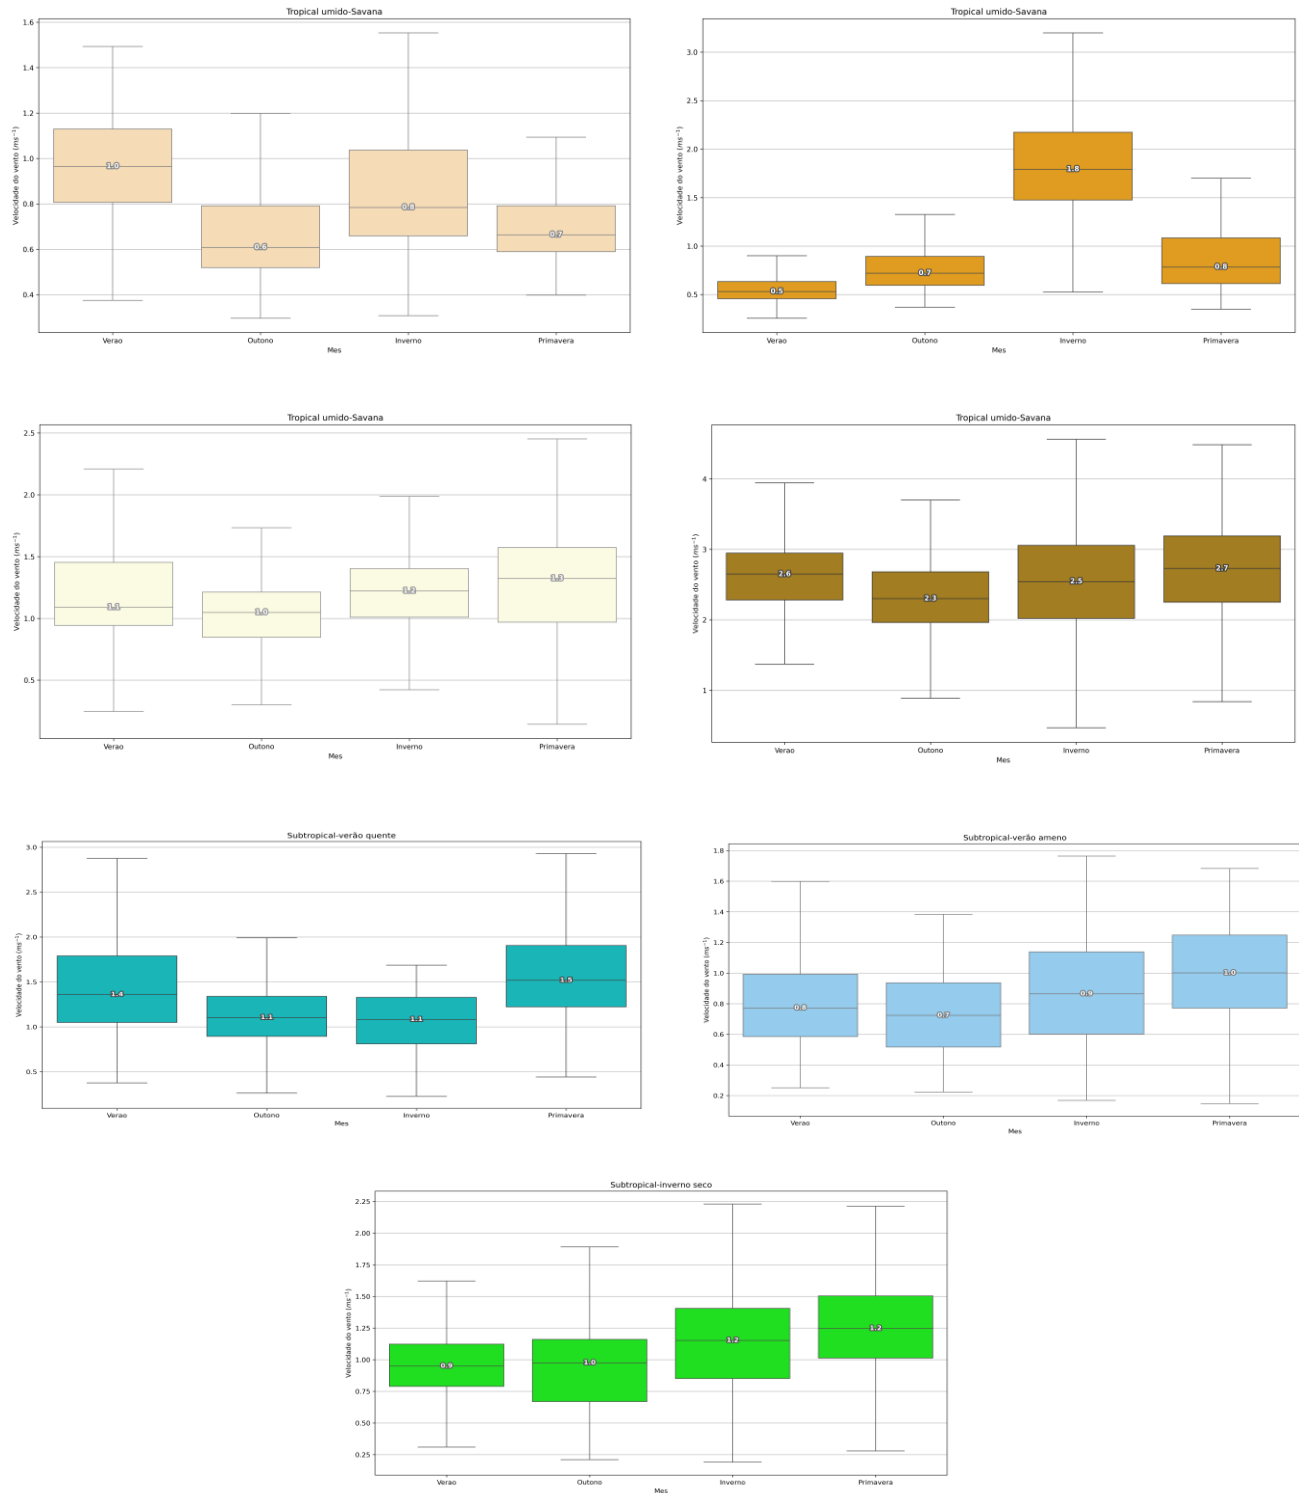 Tropical umido-Savana
1.6
1.4
1.2
1.0
0.8
0.6
0.4
Velocidade do vento (ms⁻¹)
1.0
0.6
0.8
0.7
Verao Outono Inverno Primavera
Mes
Tropical umido-Savana
3.0
2.5
2.0
1.5
1.0
0.5
Velocidade do vento (ms⁻¹)
0.5
0.7
1.8
0.8
Verao Outono Inverno Primavera
Mes
Tropical umido-Savana
2.5
2.0
1.5
1.0
0.5
Velocidade do vento (ms⁻¹)
1.1
1.0
1.2
1.3
Verao Outono Inverno Primavera
Mes
Tropical umido-Savana
4
3
2
1
Velocidade do vento (ms⁻¹)
2.6
2.3
2.5
2.7
Verao Outono Inverno Primavera
Mes
Subtropical-verão quente
3.0
2.5
2.0
1.5
1.0
0.5
Velocidade do vento (ms⁻¹)
1.4
1.1
1.1
1.5
Verao Outono Inverno Primavera
Mes
Subtropical-verão ameno
1.8
1.6
1.4
1.2
1.0
0.8
0.6
0.4
0.2
Velocidade do vento (ms⁻¹)
0.8
0.7
0.9
1.0
Verao Outono Inverno Primavera
Mes
Subtropical-inverno seco
2.25
2.00
1.75
1.50
1.25
1.00
0.75
0.50
0.25
Velocidade do vento (ms⁻¹)
0.9
1.0
1.2
1.2
Verao Outono Inverno Primavera
Mes